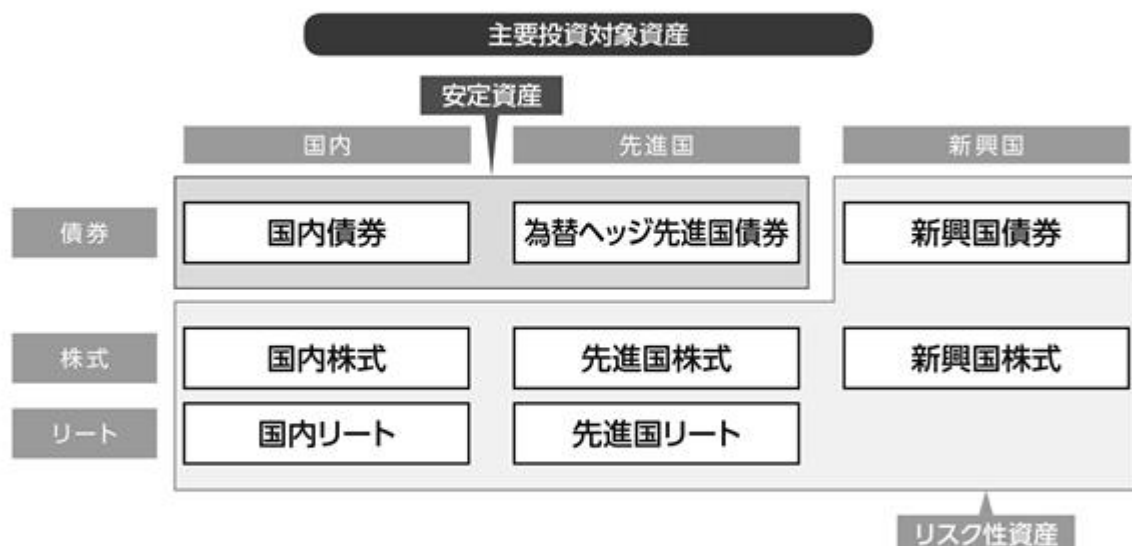 主要投資対象資産
安定資産
国内
先進国
新興国
債券
国内債券
為替ヘッジ先進国債券
新興国債券
株式
国内株式
先進国株式
新興国株式
リート
国内リート
先進国リート
リスク性資産